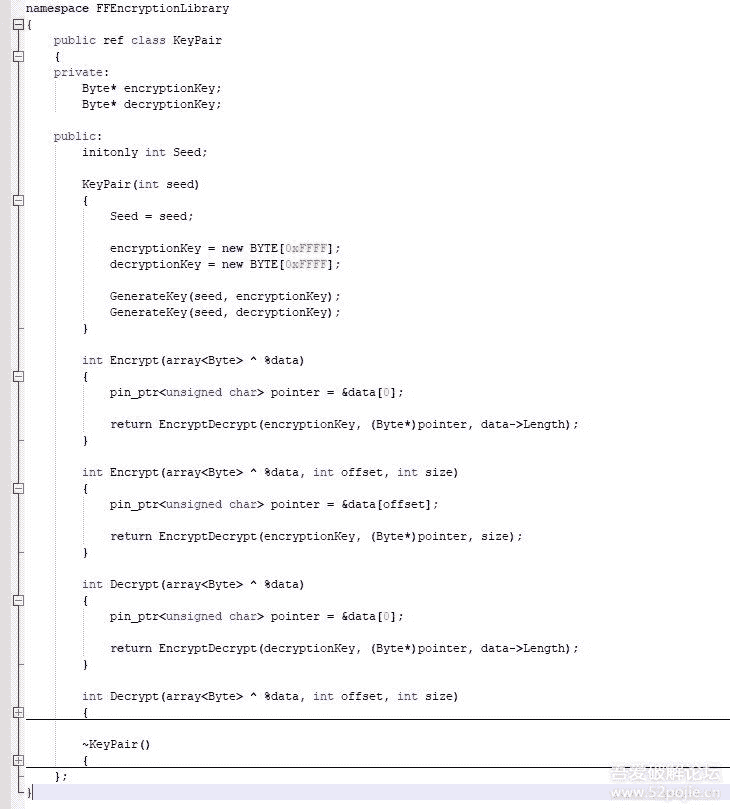 namespace FFEncryptionLibrary
{
public ref class KeyPair
{
private:
Byte* encryptionKey;
Byte* decryptionKey;
public:
initonly int Seed;
KeyPair(int seed)
{
Seed = seed;
encryptionKey = new BYTE[0xFFFF];
decryptionKey = new BYTE[0xFFFF];
GenerateKey(seed, encryptionKey);
GenerateKey(seed, decryptionKey);
}
int Encrypt(array<Byte> ^ %data)
{
pin_ptr<unsigned char> pointer = &data[0];
return EncryptDecrypt(encryptionKey, (Byte*)pointer, data->Length);
}
int Encrypt(array<Byte> ^ %data, int offset, int size)
{
pin_ptr<unsigned char> pointer = &data[offset];
return EncryptDecrypt(encryptionKey, (Byte*)pointer, size);
}
int Decrypt(array<Byte> ^ %data)
{
pin_ptr<unsigned char> pointer = &data[0];
return EncryptDecrypt(decryptionKey, (Byte*)pointer, data->Length);
}
int Decrypt(array<Byte> ^ %data, int offset, int size)
{
~KeyPair()
{
};
}
吾爱破解论坛
www.52pojie.cn